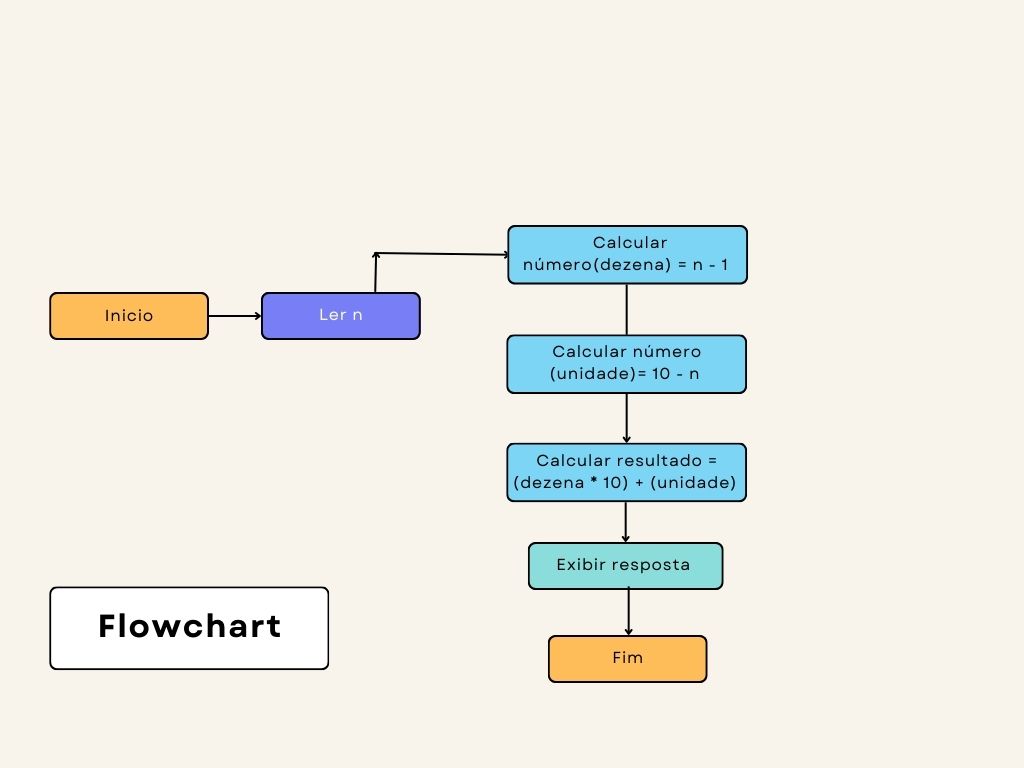 Inicio
Ler n
Calcular
número(dezena) = n - 1
Calcular número
(unidade)= 10 - n
Calcular resultado =
(dezena * 10) + (unidade)
Exibir resposta
Fim
Flowchart